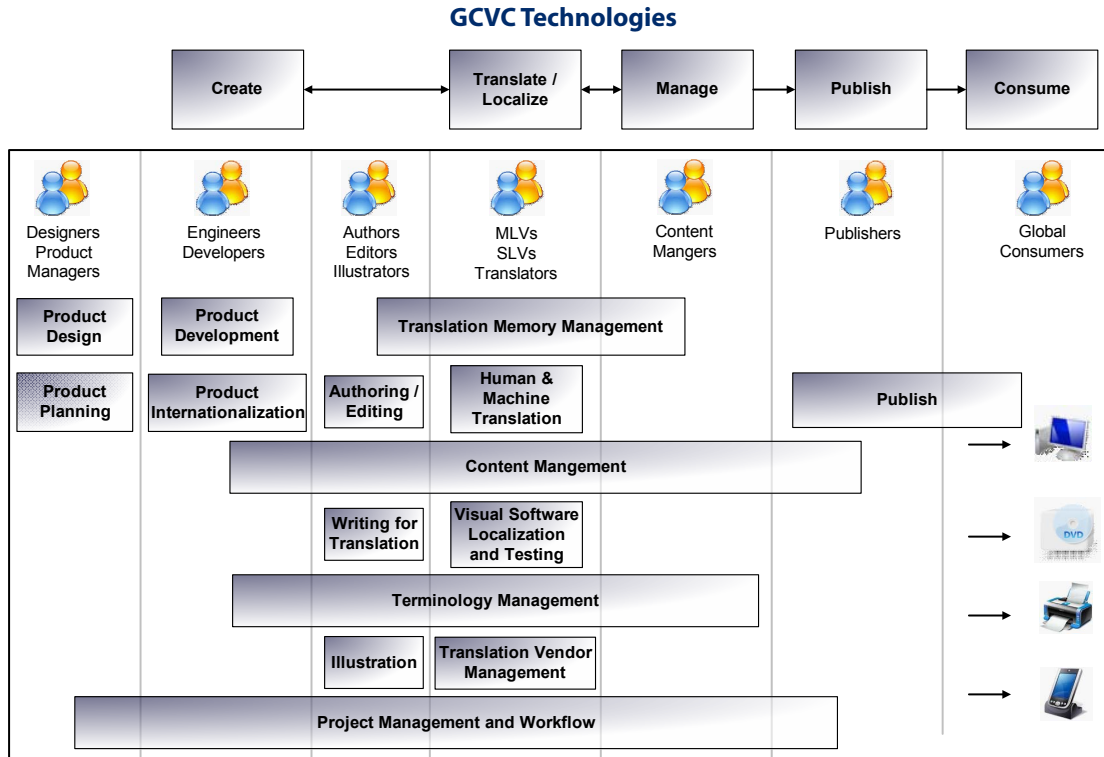 GCVC Technologies
Create
Translate /
Localize
Manage
Publish
Consume
Designers
Product
Managers
Engineers
Developers
Authors
Editors
Illustrators
MLVs
SLVs
Translators
Content
Mangers
Publishers
Global
Consumers
Product
Design
Product
Development
Translation Memory Management
Product
Planning
Product
Internationalization
Authoring /
Editing
Human &
Machine
Translation
Publish
Content Mangement
Writing for
Translation
Visual Software
Localization
and Testing
DVD
Terminology Management
Illustration
Translation Vendor
Management
Project Management and Workflow